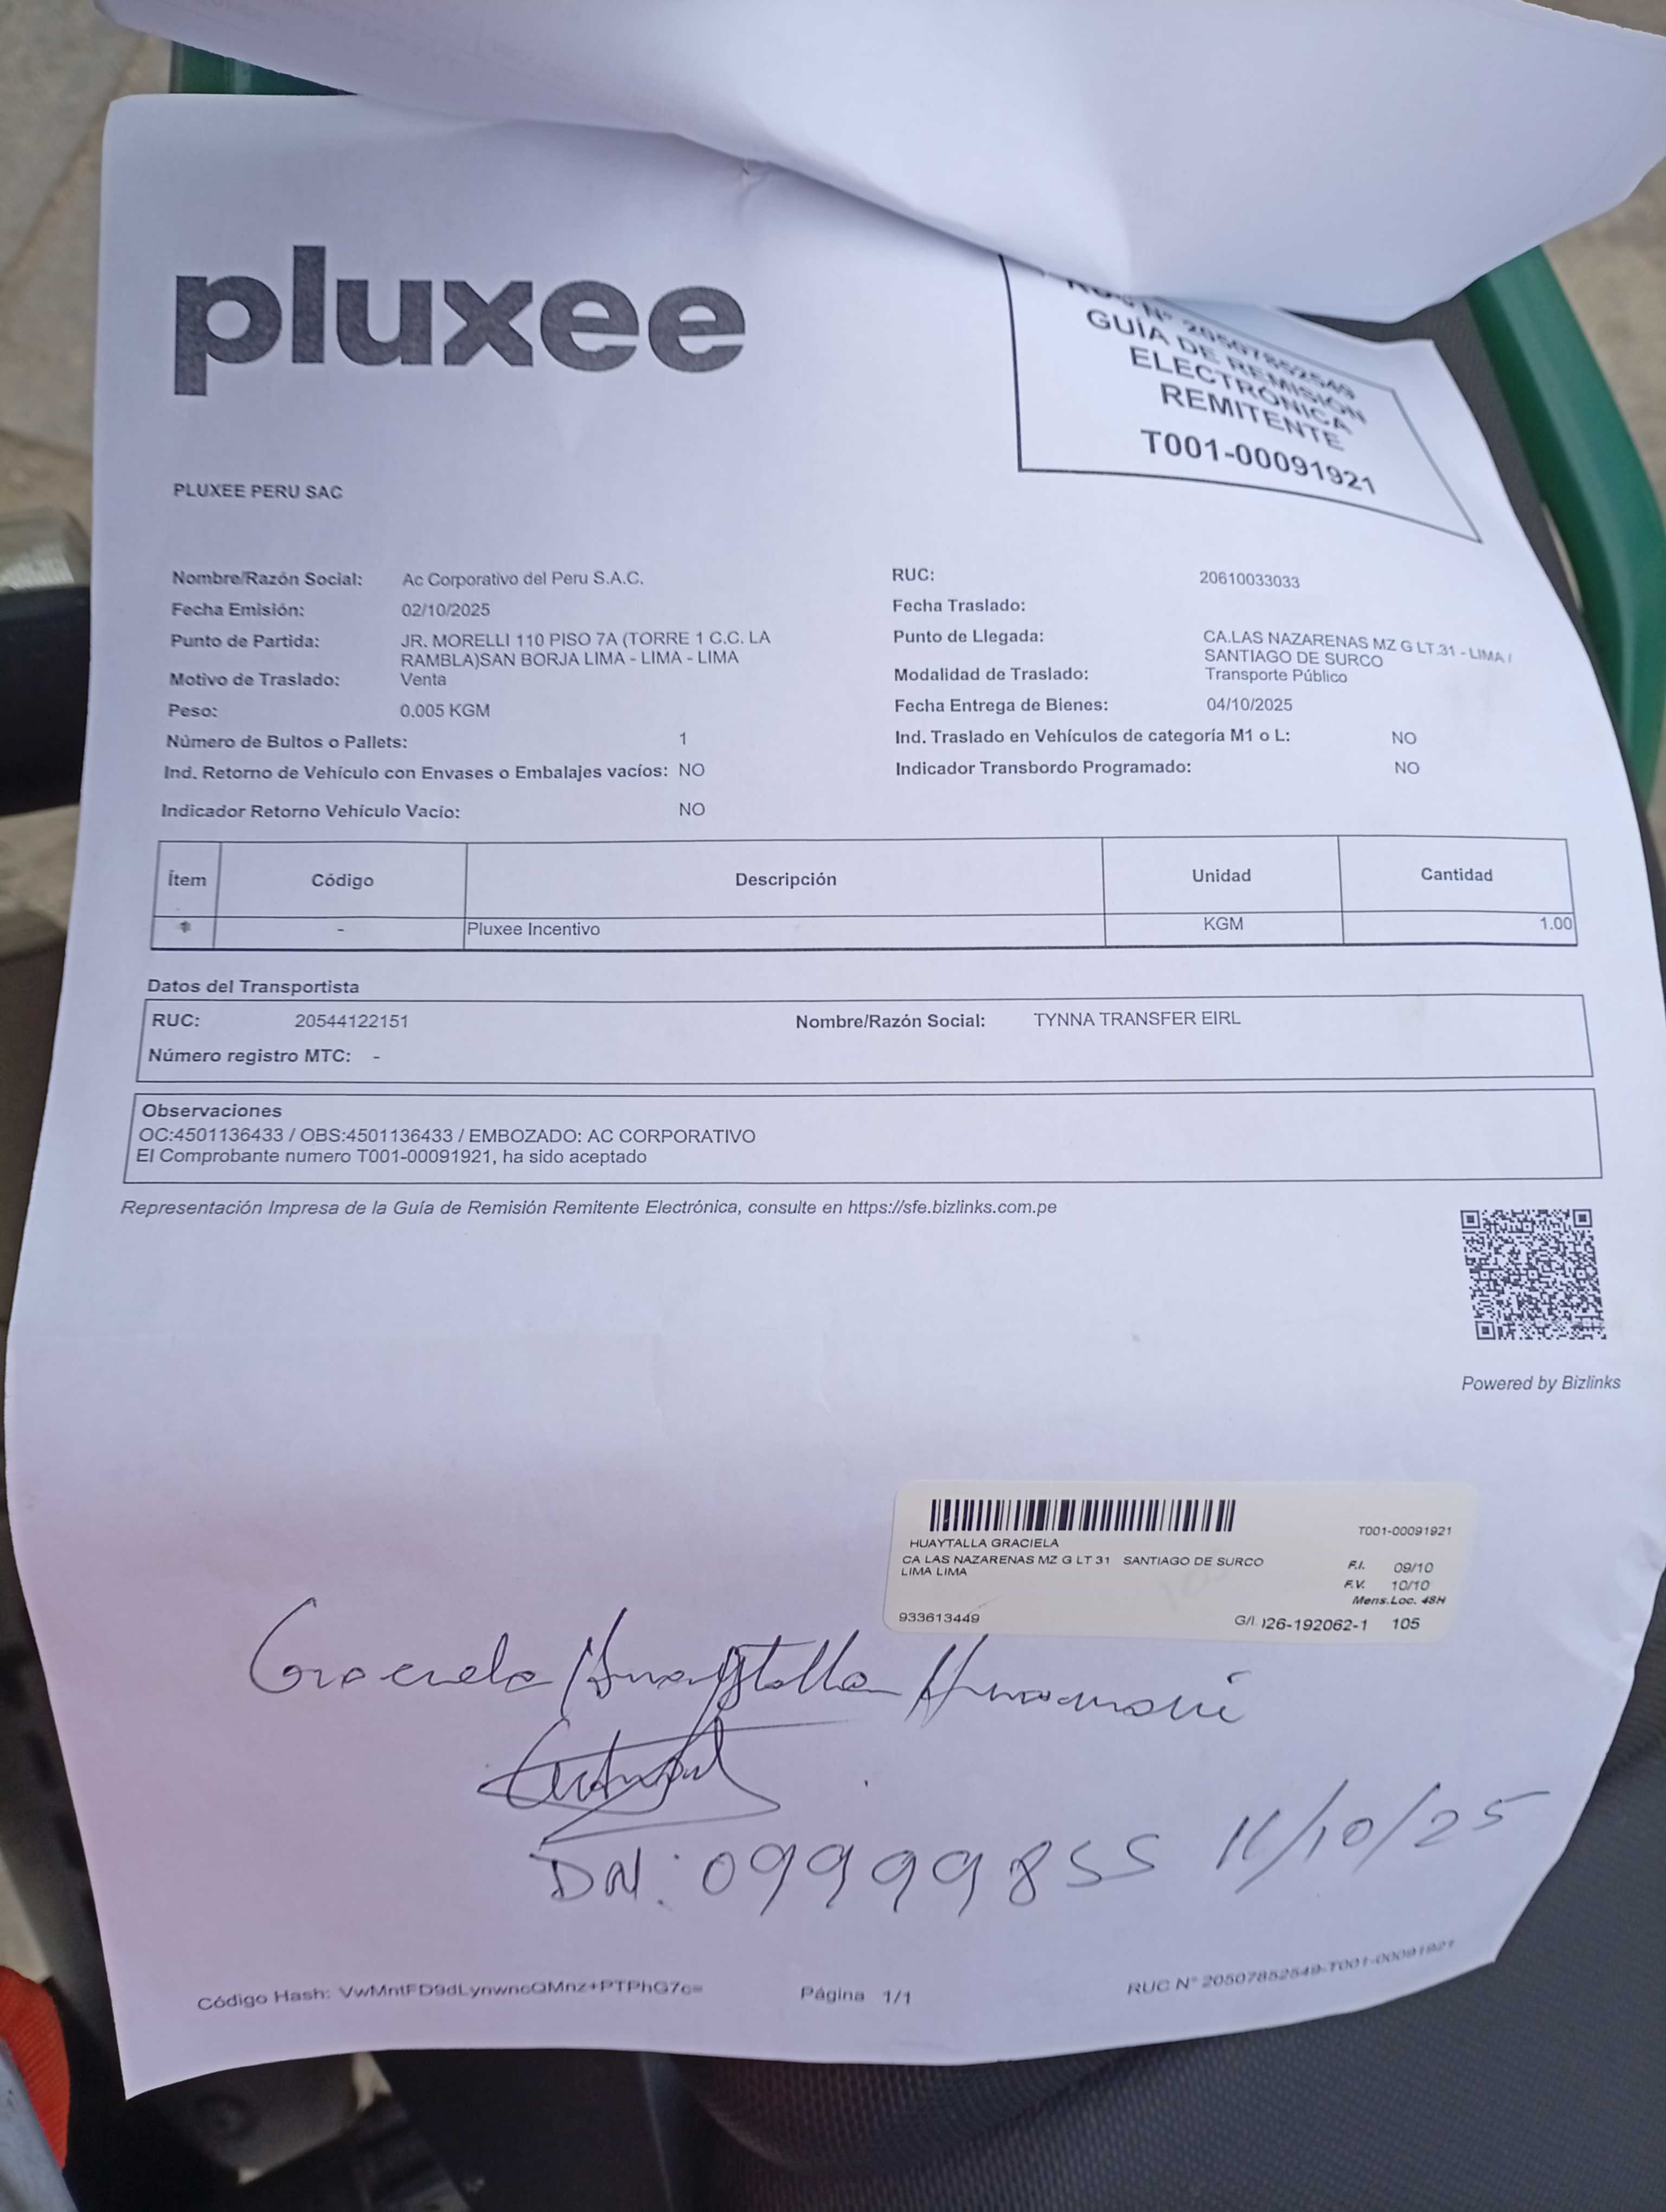 pluxee
RUC Nº 20507852549
GUÍA DE REMISIÓN
ELECTRÓNICA
REMITENTE
T001-00091921
PLUXEE PERU SAC
Nombre/Razón Social: Ac Corporativo del Peru S.A.C. RUC: 20610033033
Fecha Emisión: 02/10/2025 Fecha Traslado:
Punto de Partida: JR. MORELLI 110 PISO 7A (TORRE 1 C.C. LA RAMBLA)SAN BORJA LIMA - LIMA - LIMA
Punto de Llegada: CA.LAS NAZARENAS MZ G LT.31 - LIMA / SANTIAGO DE SURCO
Motivo de Traslado: Venta Modalidad de Traslado: Transporte Público
Peso: 0.005 KGM Fecha Entrega de Bienes: 04/10/2025
Número de Bultos o Pallets: 1 Ind. Traslado en Vehículos de categoría M1 o L: NO
Ind. Retorno de Vehículo con Envases o Embalajes vacíos: NO Indicador Transbordo Programado: NO
Indicador Retorno Vehículo Vacío: NO
Ítem Código Descripción Unidad Cantidad
1 - Pluxee Incentivo KGM 1.00
Datos del Transportista
RUC: 20544122151 Nombre/Razón Social: TYNNA TRANSFER EIRL
Número registro MTC: -
Observaciones
OC:4501136433 / OBS:4501136433 / EMBOZADO: AC CORPORATIVO
El Comprobante numero T001-00091921, ha sido aceptado
Representación Impresa de la Guía de Remisión Remitente Electrónica, consulte en https://sfe.bizlinks.com.pe
Powered by Bizlinks
T001-00091921
HUAYTALLA GRACIELA
CA LAS NAZARENAS MZ G LT 31 SANTIAGO DE SURCO
LIMA LIMA
F.I. 09/10
F.V. 10/10
Mens.Loc. 48H
933613449 G/I. 026-192062-1 105
Graciela Huaytalla Huamani
DNI: 09999855 11/10/25
Código Hash: VwMntFD9dLynwncQMnz+PTPhG7c= Página 1/1 RUC Nº 20507852549-T001-00091921